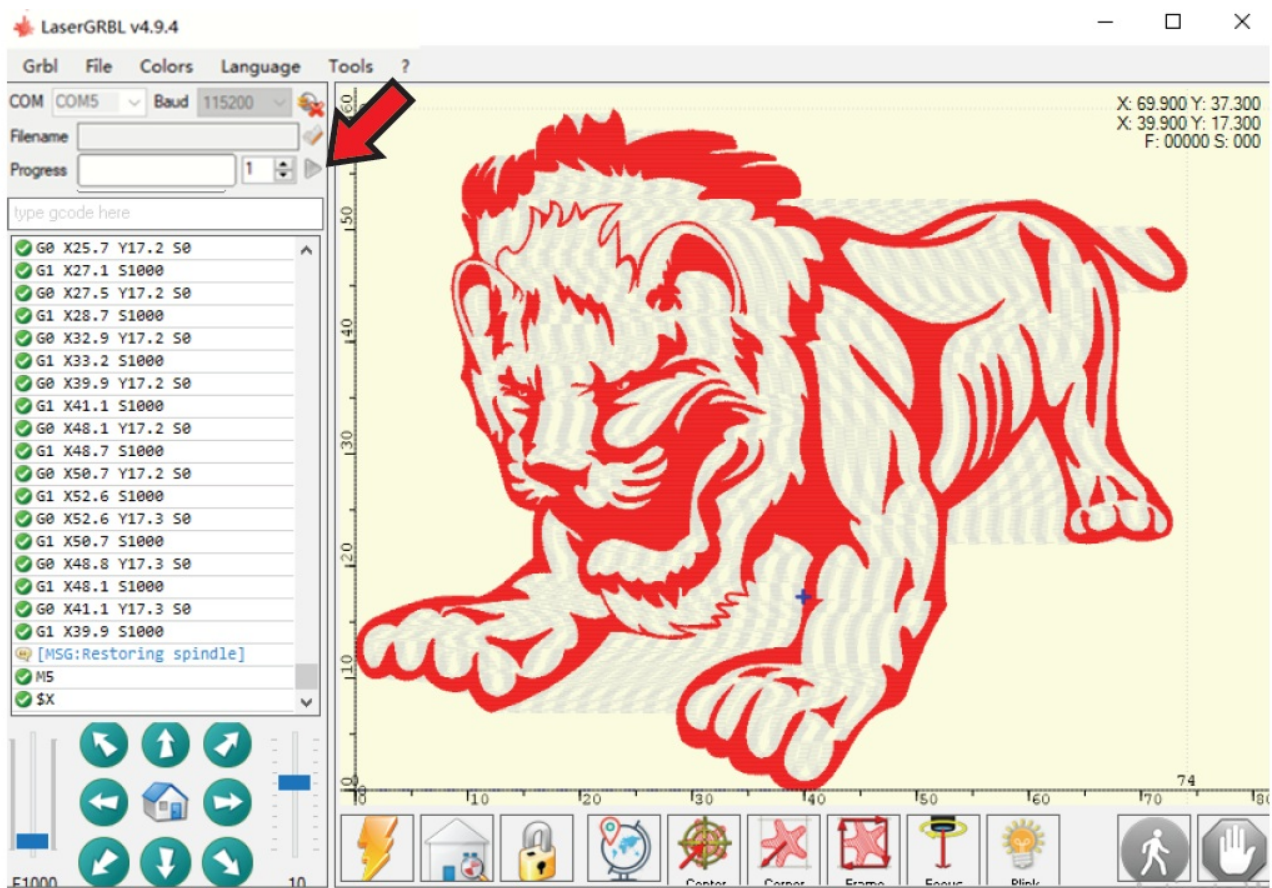 LaserGRBL v4.9.4
Grbl File Colors Language Tools ?
COM COM5 Baud 115200
Filename
Progress 1
type gcode here
G0 X25.7 Y17.2 S0
G1 X27.1 S1000
G0 X27.5 Y17.2 S0
G1 X28.7 S1000
G0 X32.9 Y17.2 S0
G1 X33.2 S1000
G0 X39.9 Y17.2 S0
G1 X41.1 S1000
G0 X48.1 Y17.2 S0
G1 X48.7 S1000
G0 X50.7 Y17.2 S0
G1 X52.6 S1000
G0 X52.6 Y17.3 S0
G1 X50.7 S1000
G0 X48.8 Y17.3 S0
G1 X48.1 S1000
G0 X41.1 Y17.3 S0
G1 X39.9 S1000
[MSG:Restoring spindle]
M5
$X
F1000 10
X: 69.900 Y: 37.300
X: 39.900 Y: 17.300
F: 00000 S: 000
60
50
40
30
20
10
0
74
0 10 20 30 40 50 60 70 80
Center Corner Frame Focus Blink